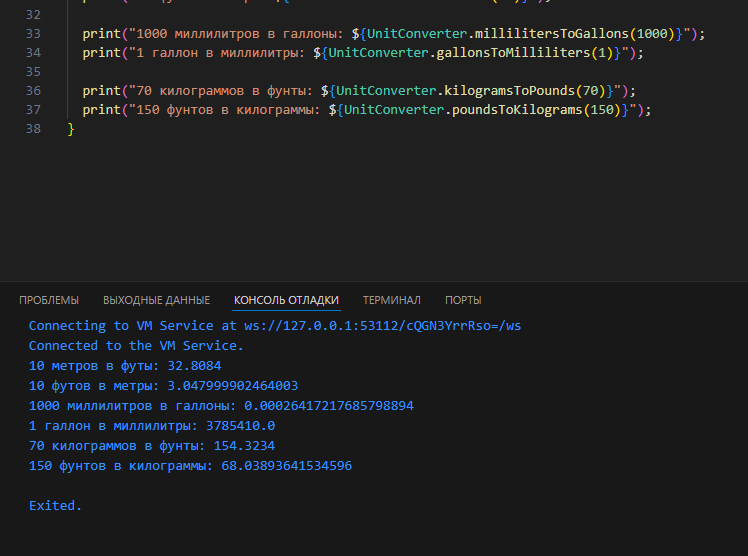 32
33 print("1000 миллилитров в галлоны: ${UnitConverter.millilitersToGallons(1000)}");
34 print("1 галлон в миллилитры: ${UnitConverter.gallonsToMilliliters(1)}");
35
36 print("70 килограммов в фунты: ${UnitConverter.kilogramsToPounds(70)}");
37 print("150 фунтов в килограммы: ${UnitConverter.poundsToKilograms(150)}");
38 }
ПРОБЛЕМЫ ВЫХОДНЫЕ ДАННЫЕ КОНСОЛЬ ОТЛАДКИ ТЕРМИНАЛ ПОРТЫ
Connecting to VM Service at ws://127.0.0.1:53112/cQGN3YrrRso=/ws
Connected to the VM Service.
10 метров в футы: 32.8084
10 футов в метры: 3.047999902464003
1000 миллилитров в галлоны: 0.00026417217685798894
1 галлон в миллилитры: 3785410.0
70 килограммов в фунты: 154.3234
150 фунтов в килограммы: 68.03893641534596
Exited.